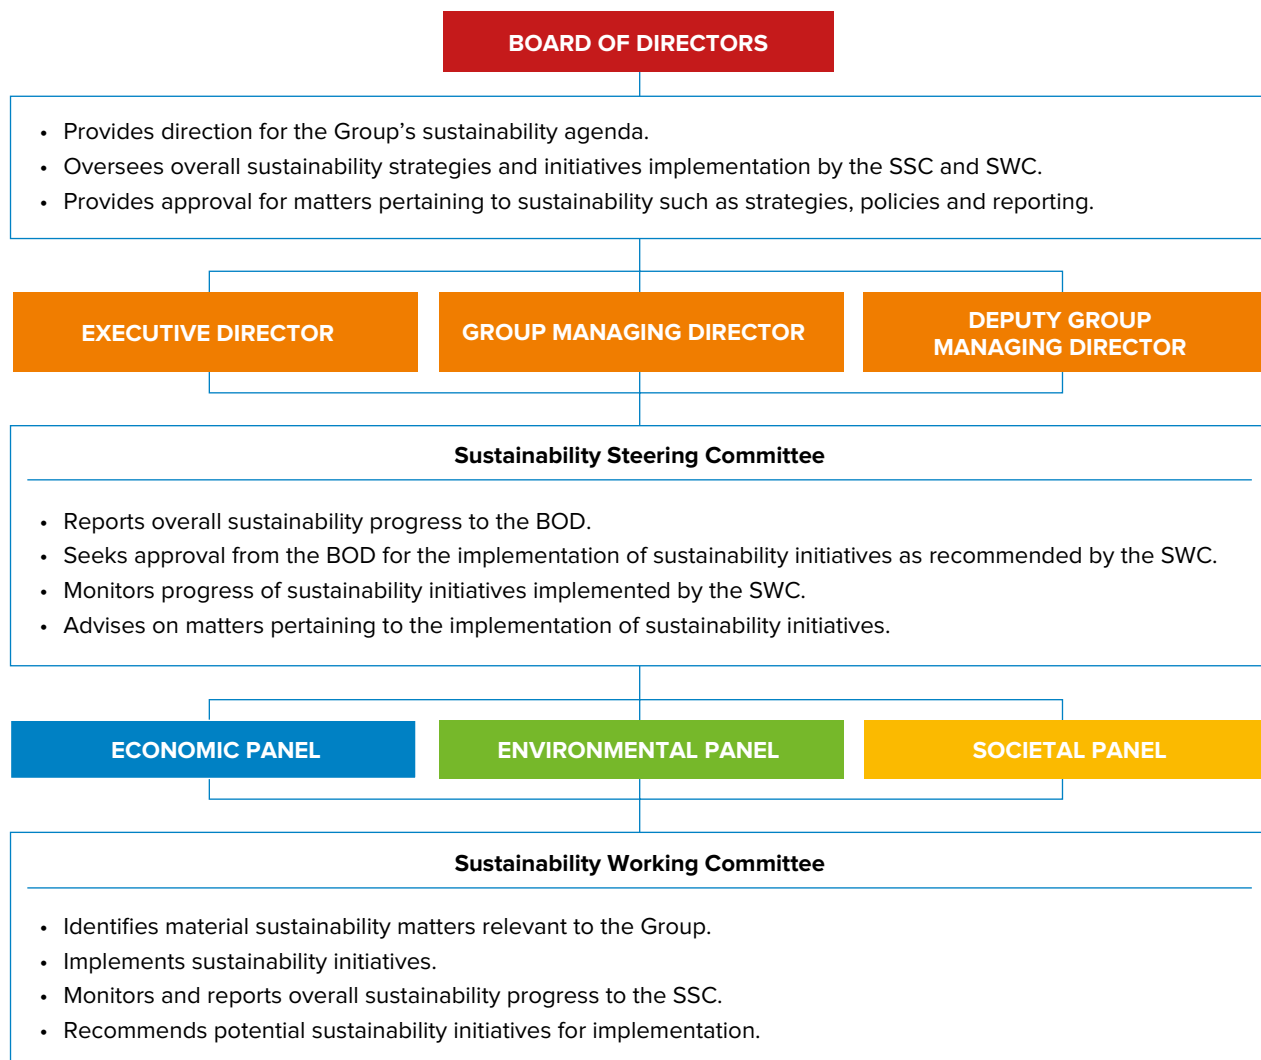 BOARD OF DIRECTORS
• Provides direction for the Group’s sustainability agenda.
• Oversees overall sustainability strategies and initiatives implementation by the SSC and SWC.
• Provides approval for matters pertaining to sustainability such as strategies, policies and reporting.
EXECUTIVE DIRECTOR
GROUP MANAGING DIRECTOR
DEPUTY GROUP
MANAGING DIRECTOR
Sustainability Steering Committee
• Reports overall sustainability progress to the BOD.
• Seeks approval from the BOD for the implementation of sustainability initiatives as recommended by the SWC.
• Monitors progress of sustainability initiatives implemented by the SWC.
• Advises on matters pertaining to the implementation of sustainability initiatives.
ECONOMIC PANEL
ENVIRONMENTAL PANEL
SOCIETAL PANEL
Sustainability Working Committee
• Identifies material sustainability matters relevant to the Group.
• Implements sustainability initiatives.
• Monitors and reports overall sustainability progress to the SSC.
• Recommends potential sustainability initiatives for implementation.